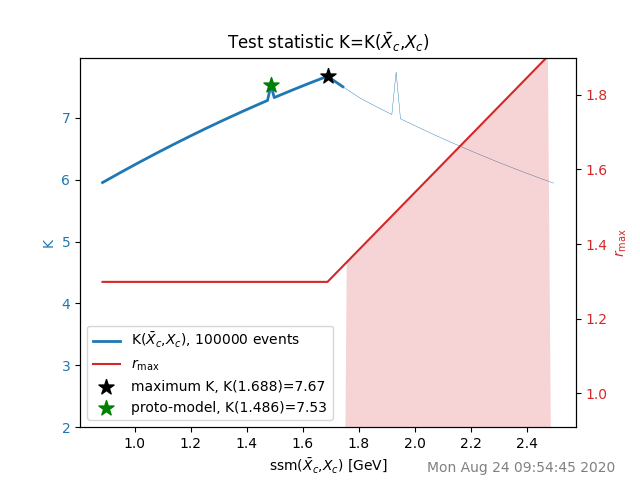 Test statistic K=K(X̄c,Xc)
7
6
5
4
3
2
K
1.8
1.6
1.4
1.2
1.0
rmax
K(X̄c,Xc), 100000 events
rmax
maximum K, K(1.688)=7.67
proto-model, K(1.486)=7.53
1.0 1.2 1.4 1.6 1.8 2.0 2.2 2.4
ssm(X̄c,Xc) [GeV]
Mon Aug 24 09:54:45 2020